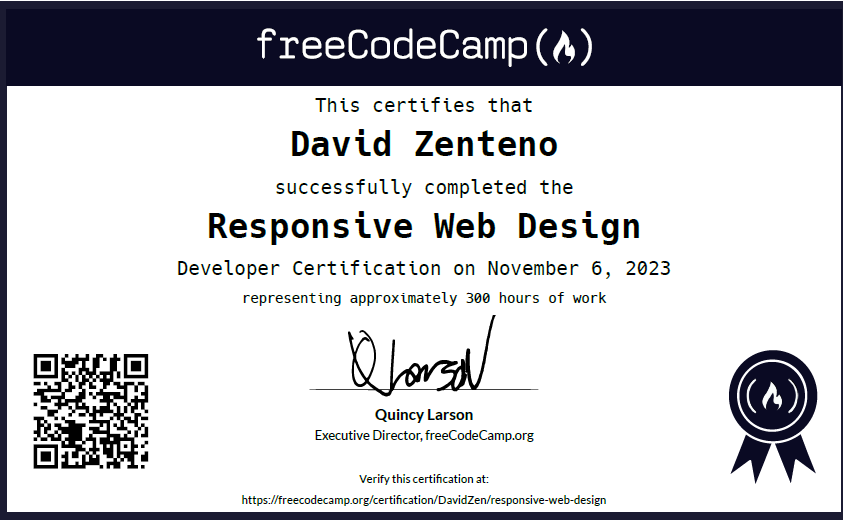 freeCodeCamp
This certifies that
David Zenteno
successfully completed the
Responsive Web Design
Developer Certification on November 6, 2023
representing approximately 300 hours of work
Q Larson
Quincy Larson
Executive Director, freeCodeCamp.org
Verify this certification at:
https://freecodecamp.org/certification/DavidZen/responsive-web-design